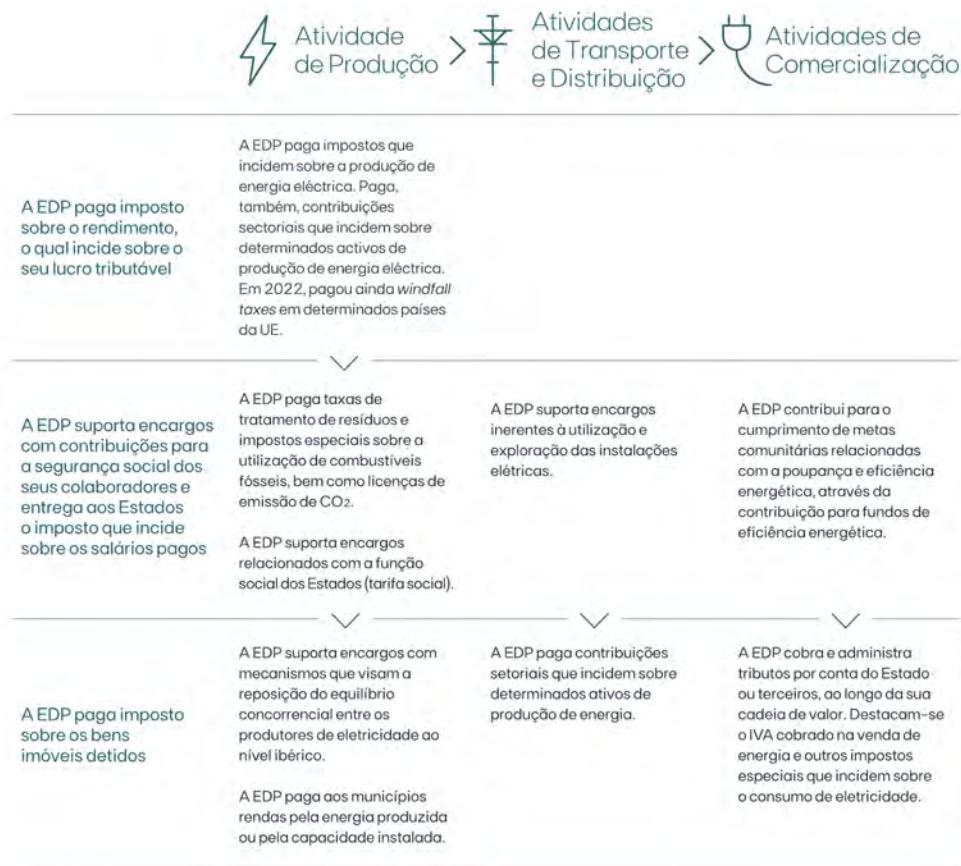 Atividade
de Produção
Atividades
de Transporte
e Distribuição
Atividades de
Comercialização
A EDP paga imposto
sobre o rendimento,
o qual incide sobre o
seu lucro tributável
A EDP paga impostos que
incidem sobre a produção de
energia eléctrica. Paga,
também, contribuições
sectoriais que incidem sobre
determinados activos de
produção de energia eléctrica.
Em 2022, pagou ainda windfall
taxes em determinados países
da UE.
A EDP suporta encargos
com contribuições para
a segurança social dos
seus colaboradores e
entrega aos Estados
o imposto que incide
sobre os salários pagos
A EDP paga taxas de
tratamento de resíduos e
impostos especiais sobre a
utilização de combustíveis
fósseis, bem como licenças de
emissão de CO2.
A EDP suporta encargos
relacionados com a função
social dos Estados (tarifa social).
A EDP suporta encargos
inerentes à utilização e
exploração das instalações
elétricas.
A EDP contribui para o
cumprimento de metas
comunitárias relacionadas
com a poupança e eficiência
energética, através da
contribuição para fundos de
eficiência energética.
A EDP paga imposto
sobre os bens
imóveis detidos
A EDP suporta encargos com
mecanismos que visam a
reposição do equilíbrio
concorrencial entre os
produtores de eletricidade ao
nível ibérico.
A EDP paga aos municípios
rendas pela energia produzida
ou pela capacidade instalada.
A EDP paga contribuições
setoriais que incidem sobre
determinados ativos de
produção de energia.
A EDP cobra e administra
tributos por conta do Estado
ou terceiros, ao longo da sua
cadeia de valor. Destacam-se
o IVA cobrado na venda de
energia e outros impostos
especiais que incidem sobre
o consumo de eletricidade.